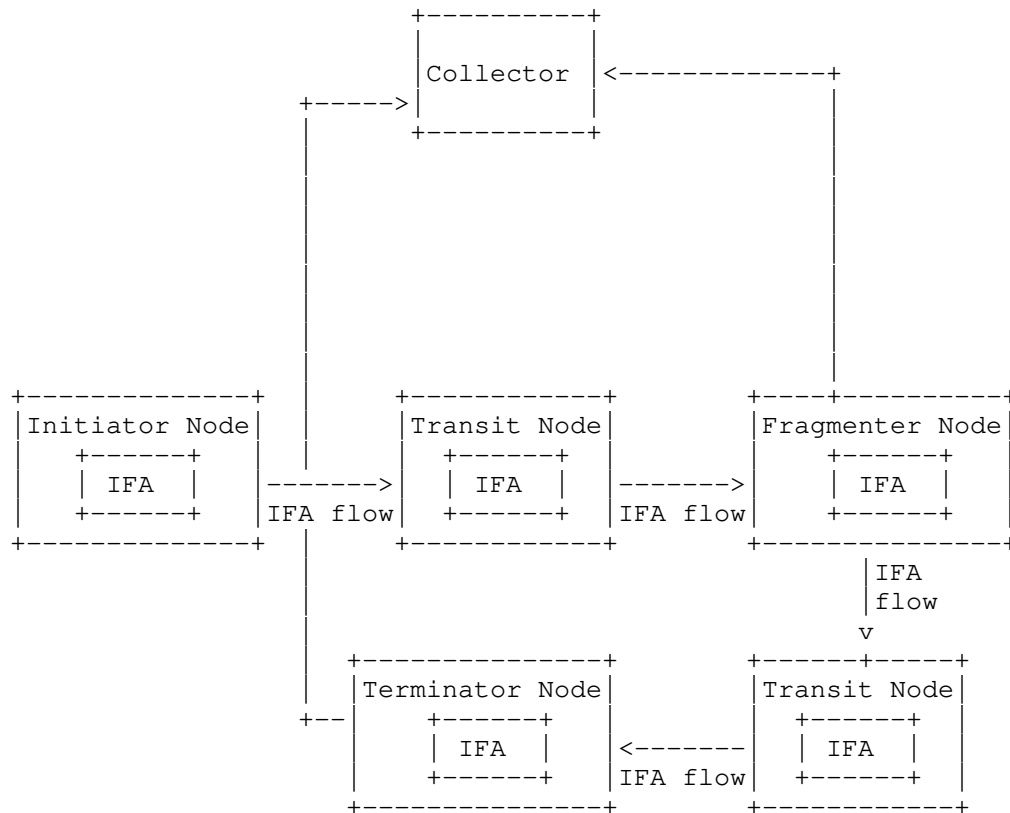 Collector
Initiator Node
Transit Node
Fragmenter Node
IFA
IFA
IFA
IFA flow
IFA flow
IFA
flow
Terminator Node
Transit Node
IFA
IFA
IFA flow